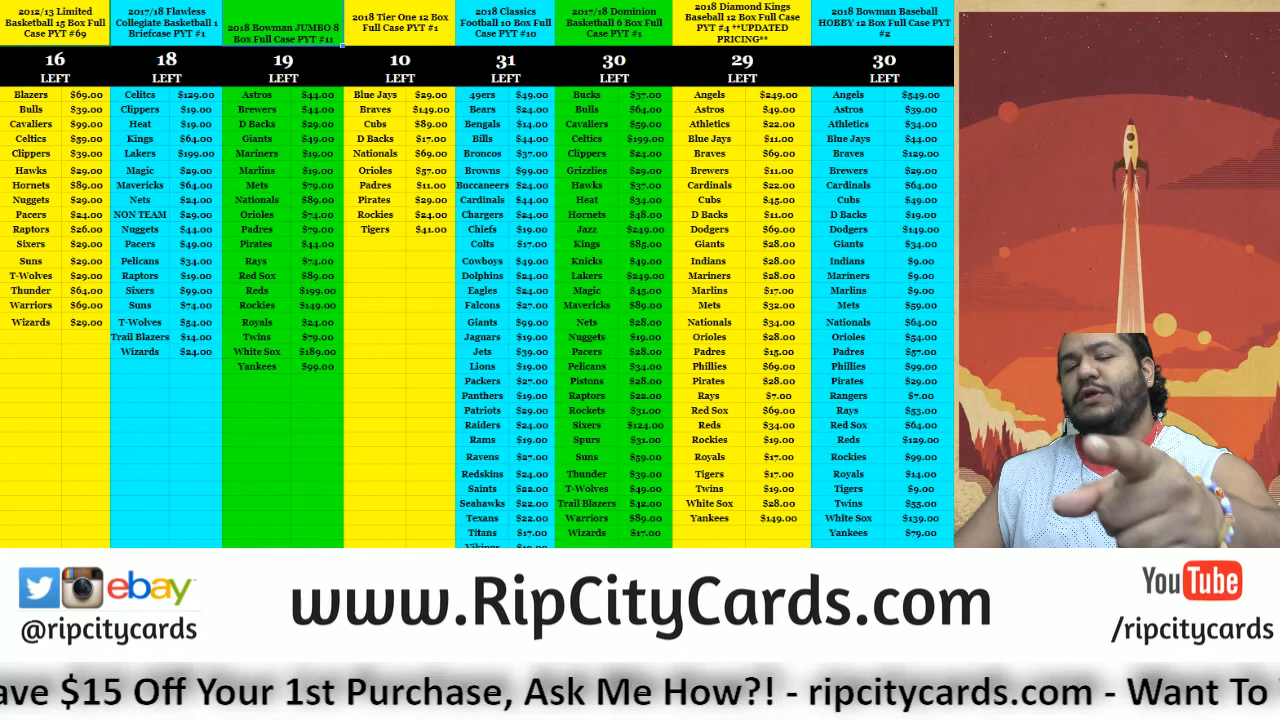 2012/13 Limited
Basketball 15 Box Full
Case PYT #69
16
LEFT
Blazers $69.00
Bulls $39.00
Cavaliers $99.00
Celtics $59.00
Clippers $39.00
Hawks $29.00
Hornets $89.00
Nuggets $29.00
Pacers $24.00
Raptors $26.00
Sixers $29.00
Suns $29.00
T-Wolves $29.00
Thunder $64.00
Warriors $69.00
Wizards $29.00
2017/18 Flawless
Collegiate Basketball 1
Briefcase PYT #1
18
LEFT
Celitcs $129.00
Clippers $19.00
Heat $19.00
Kings $64.00
Lakers $199.00
Magic $29.00
Mavericks $64.00
Nets $24.00
NON TEAM $29.00
Nuggets $44.00
Pacers $49.00
Pelicans $34.00
Raptors $19.00
Sixers $99.00
Suns $74.00
T-Wolves $54.00
Trail Blazers $14.00
Wizards $24.00
2018 Bowman JUMBO 8
Box Full Case PYT #11
19
LEFT
Astros $44.00
Brewers $44.00
D Backs $29.00
Giants $49.00
Mariners $19.00
Marlins $19.00
Mets $79.00
Nationals $89.00
Orioles $74.00
Padres $79.00
Pirates $44.00
Rays $74.00
Red Sox $89.00
Reds $199.00
Rockies $149.00
Royals $24.00
Twins $79.00
White Sox $189.00
Yankees $99.00
2018 Tier One 12 Box
Full Case PYT #1
10
LEFT
Blue Jays $29.00
Braves $149.00
Cubs $89.00
D Backs $17.00
Nationals $69.00
Orioles $57.00
Padres $11.00
Pirates $29.00
Rockies $24.00
Tigers $41.00
2018 Classics
Football 10 Box Full
Case PYT #10
31
LEFT
49ers $49.00
Bears $24.00
Bengals $14.00
Bills $44.00
Broncos $37.00
Browns $99.00
Buccaneers $24.00
Cardinals $44.00
Chargers $24.00
Chiefs $19.00
Colts $17.00
Cowboys $49.00
Dolphins $24.00
Eagles $24.00
Falcons $27.00
Giants $99.00
Jaguars $19.00
Jets $39.00
Lions $19.00
Packers $27.00
Panthers $19.00
Patriots $29.00
Raiders $24.00
Rams $19.00
Ravens $27.00
Redskins $24.00
Saints $22.00
Seahawks $22.00
Texans $22.00
Titans $17.00
2017/18 Dominion
Basketball 6 Box Full
Case PYT #1
30
LEFT
Bucks $37.00
Bulls $64.00
Cavaliers $59.00
Celtics $199.00
Clippers $24.00
Grizzlies $29.00
Hawks $37.00
Heat $34.00
Hornets $48.00
Jazz $249.00
Kings $85.00
Knicks $49.00
Lakers $249.00
Magic $45.00
Mavericks $89.00
Nets $28.00
Nuggets $19.00
Pacers $28.00
Pelicans $34.00
Pistons $28.00
Raptors $22.00
Rockets $31.00
Sixers $124.00
Spurs $31.00
Suns $59.00
Thunder $39.00
T-Wolves $49.00
Trail Blazers $42.00
Warriors $89.00
Wizards $17.00
2018 Diamond Kings
Baseball 12 Box Full Case
PYT #4 **UPDATED
PRICING**
29
LEFT
Angels $249.00
Astros $49.00
Athletics $22.00
Blue Jays $11.00
Braves $69.00
Brewers $11.00
Cardinals $22.00
Cubs $45.00
D Backs $11.00
Dodgers $69.00
Giants $28.00
Indians $28.00
Mariners $28.00
Marlins $17.00
Mets $32.00
Nationals $34.00
Orioles $28.00
Padres $15.00
Phillies $69.00
Pirates $28.00
Rays $7.00
Red Sox $69.00
Reds $34.00
Rockies $19.00
Royals $17.00
Tigers $17.00
Twins $19.00
White Sox $28.00
Yankees $149.00
2018 Bowman Baseball
HOBBY 12 Box Full Case PYT
#2
30
LEFT
Angels $549.00
Astros $39.00
Athletics $34.00
Blue Jays $44.00
Braves $129.00
Brewers $29.00
Cardinals $64.00
Cubs $49.00
D Backs $19.00
Dodgers $149.00
Giants $34.00
Indians $9.00
Mariners $9.00
Marlins $9.00
Mets $59.00
Nationals $64.00
Orioles $54.00
Padres $57.00
Phillies $99.00
Pirates $29.00
Rangers $7.00
Rays $53.00
Red Sox $64.00
Reds $129.00
Rockies $99.00
Royals $14.00
Tigers $9.00
Twins $55.00
White Sox $139.00
Yankees $79.00
ebay
@ripcitycards
www.RipCityCards.com
YouTube
/ripcitycards
ave $15 Off Your 1st Purchase, Ask Me How?! - ripcitycards.com - Want To